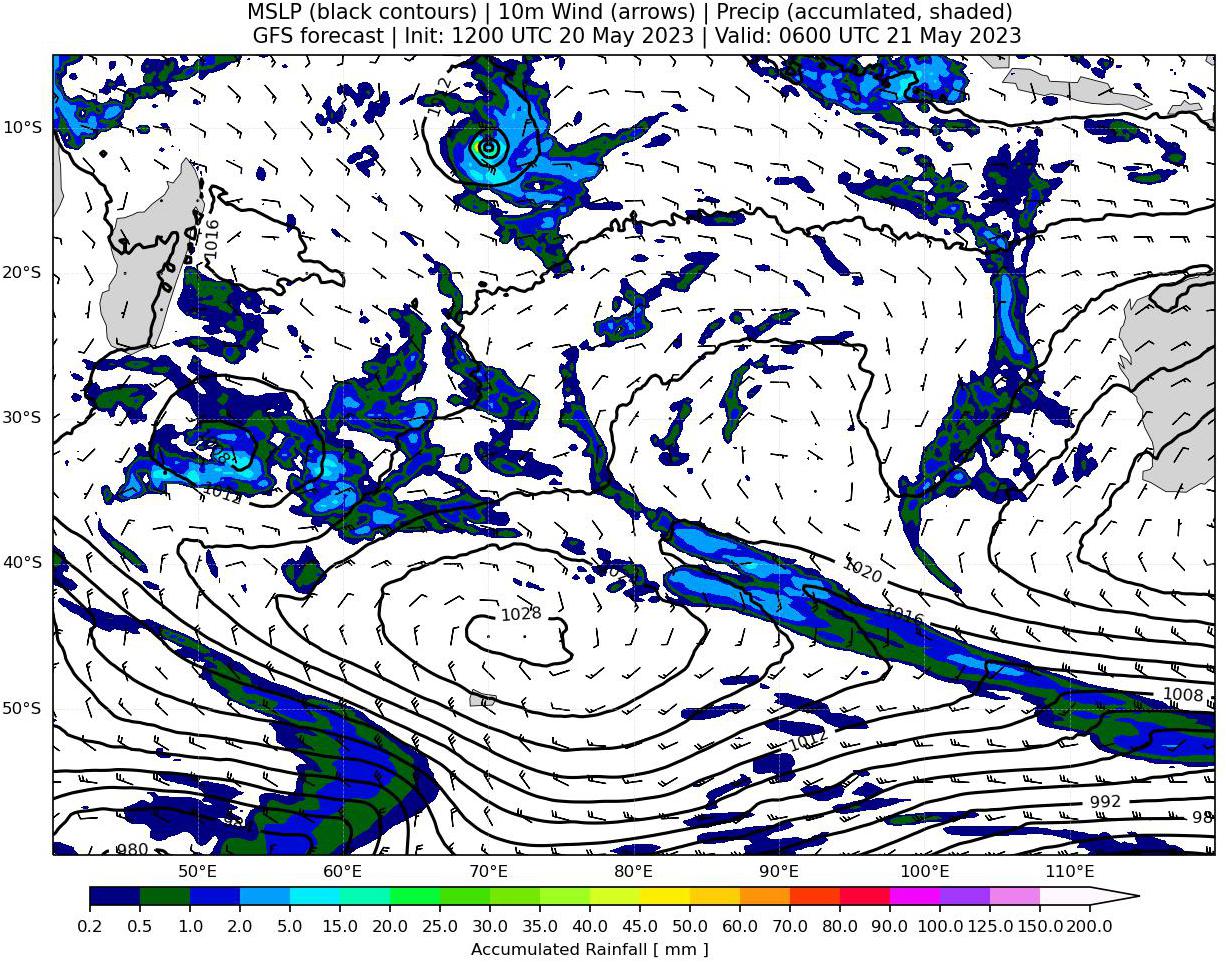 MSLP (black contours) | 10m Wind (arrows) | Precip (accumlated, shaded)
GFS forecast | Init: 1200 UTC 20 May 2023 | Valid: 0600 UTC 21 May 2023
10°S
1016
20°S
30°S
1012
1020
40°S
1028
1016
1008
50°S
1012
992
980
50°E 60°E 70°E 80°E 90°E 100°E 110°E
0.2 0.5 1.0 2.0 5.0 10.0 15.0 20.0 25.0 30.0 35.0 40.0 45.0 50.0 60.0 70.0 80.0 90.0 100.0 125.0 150.0 200.0
Accumulated Rainfall [ mm ]